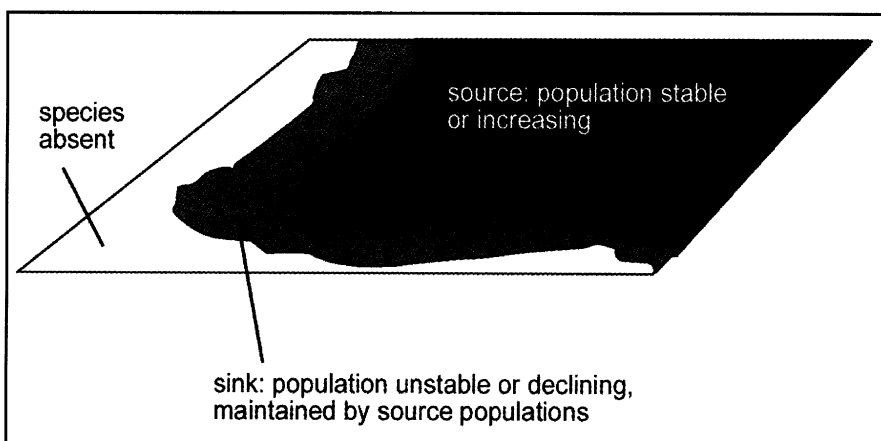 source: population stable
or increasing
species
absent
sink: population unstable or declining,
maintained by source populations